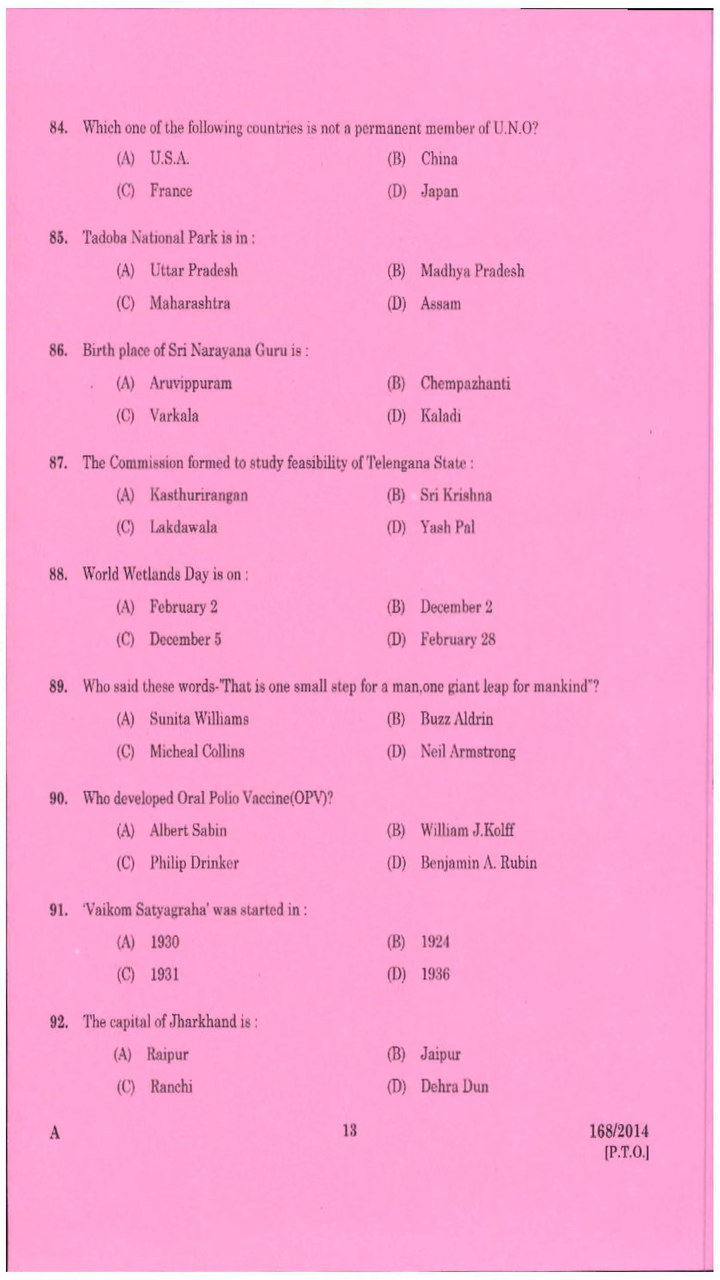 84. Which one of the following countries is not a permanent member of U.N.O?
(A) U.S.A. (B) China
(C) France (D) Japan
85. Tadoba National Park is in :
(A) Uttar Pradesh (B) Madhya Pradesh
(C) Maharashtra (D) Assam
86. Birth place of Sri Narayana Guru is :
(A) Aruvippuram (B) Chempazhanti
(C) Varkala (D) Kaladi
87. The Commission formed to study feasibility of Telengana State :
(A) Kasthurirangan (B) Sri Krishna
(C) Lakdawala (D) Yash Pal
88. World Wetlands Day is on :
(A) February 2 (B) December 2
(C) December 5 (D) February 28
89. Who said these words-"That is one small step for a man,one giant leap for mankind"?
(A) Sunita Williams (B) Buzz Aldrin
(C) Micheal Collins (D) Neil Armstrong
90. Who developed Oral Polio Vaccine(OPV)?
(A) Albert Sabin (B) William J.Kolff
(C) Philip Drinker (D) Benjamin A. Rubin
91. 'Vaikom Satyagraha' was started in :
(A) 1930 (B) 1924
(C) 1931 (D) 1936
92. The capital of Jharkhand is :
(A) Raipur (B) Jaipur
(C) Ranchi (D) Dehra Dun
A 13 168/2014
[P.T.O.]